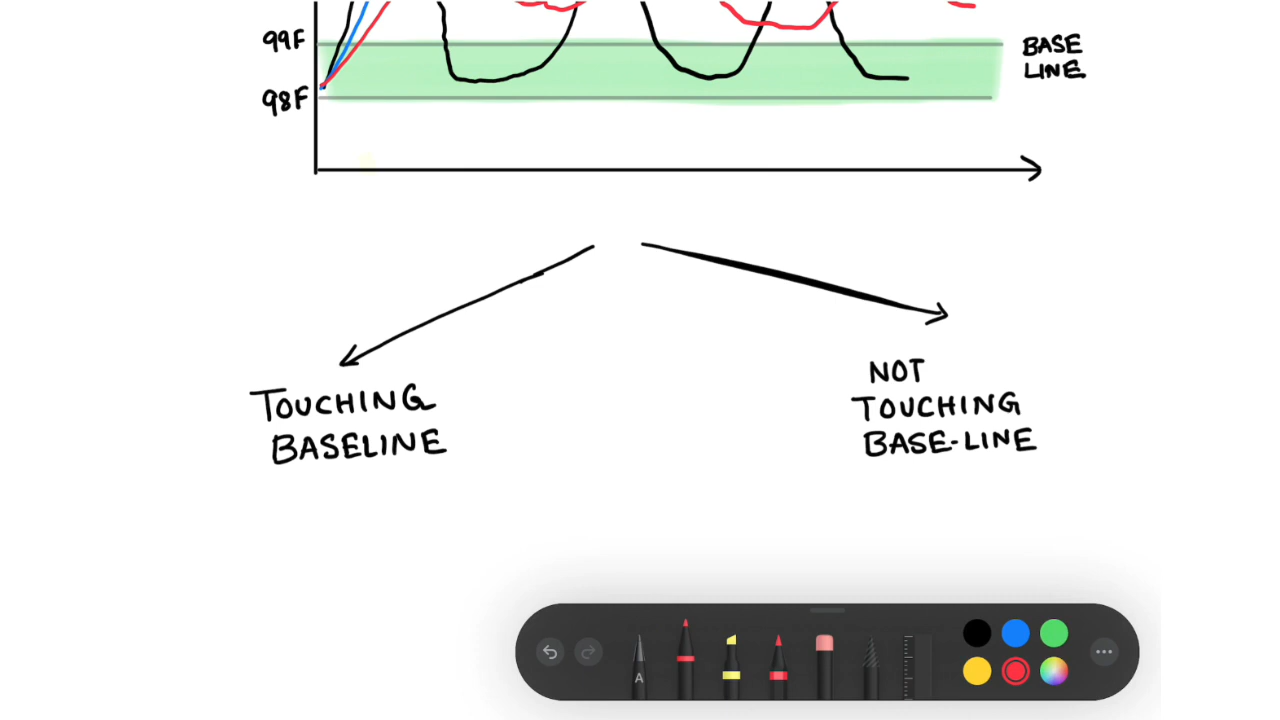 99F
BASE
LINE
98F
TOUCHING
BASELINE
NOT
TOUCHING
BASE-LINE
A